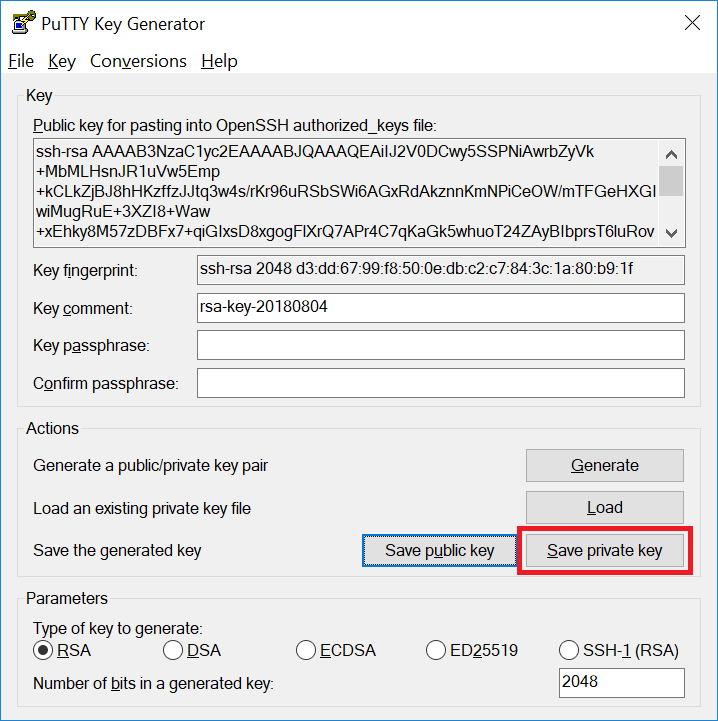 PuTTY Key Generator
File Key Conversions Help
Key
Public key for pasting into OpenSSH authorized_keys file:
ssh-rsa AAAAB3NzaC1yc2EAAAABJQAAAQEAiIJ2V0DCwy5SSPNiAwrbZyVk
+MbMLHsnJR1uVw5Emp
+kCLkZjBJ8hHKzffzJJtq3w4s/rKr96uRSbSWi6AGxRdAkznnKmNPiCeOW/mTFGeHXGI
wiMugRuE+3XZI8+Waw
+xEhky8M57zDBFx7+qiGIxsD8xgogFIXrQ7APr4C7qKaGk5whuoT24ZAyBIbprsT6luRov
Key fingerprint: ssh-rsa 2048 d3:dd:67:99:f8:50:0e:db:c2:c7:84:3c:1a:80:b9:1f
Key comment: rsa-key-20180804
Key passphrase:
Confirm passphrase:
Actions
Generate a public/private key pair Generate
Load an existing private key file Load
Save the generated key Save public key Save private key
Parameters
Type of key to generate:
RSA DSA ECDSA ED25519 SSH-1 (RSA)
Number of bits in a generated key: 2048